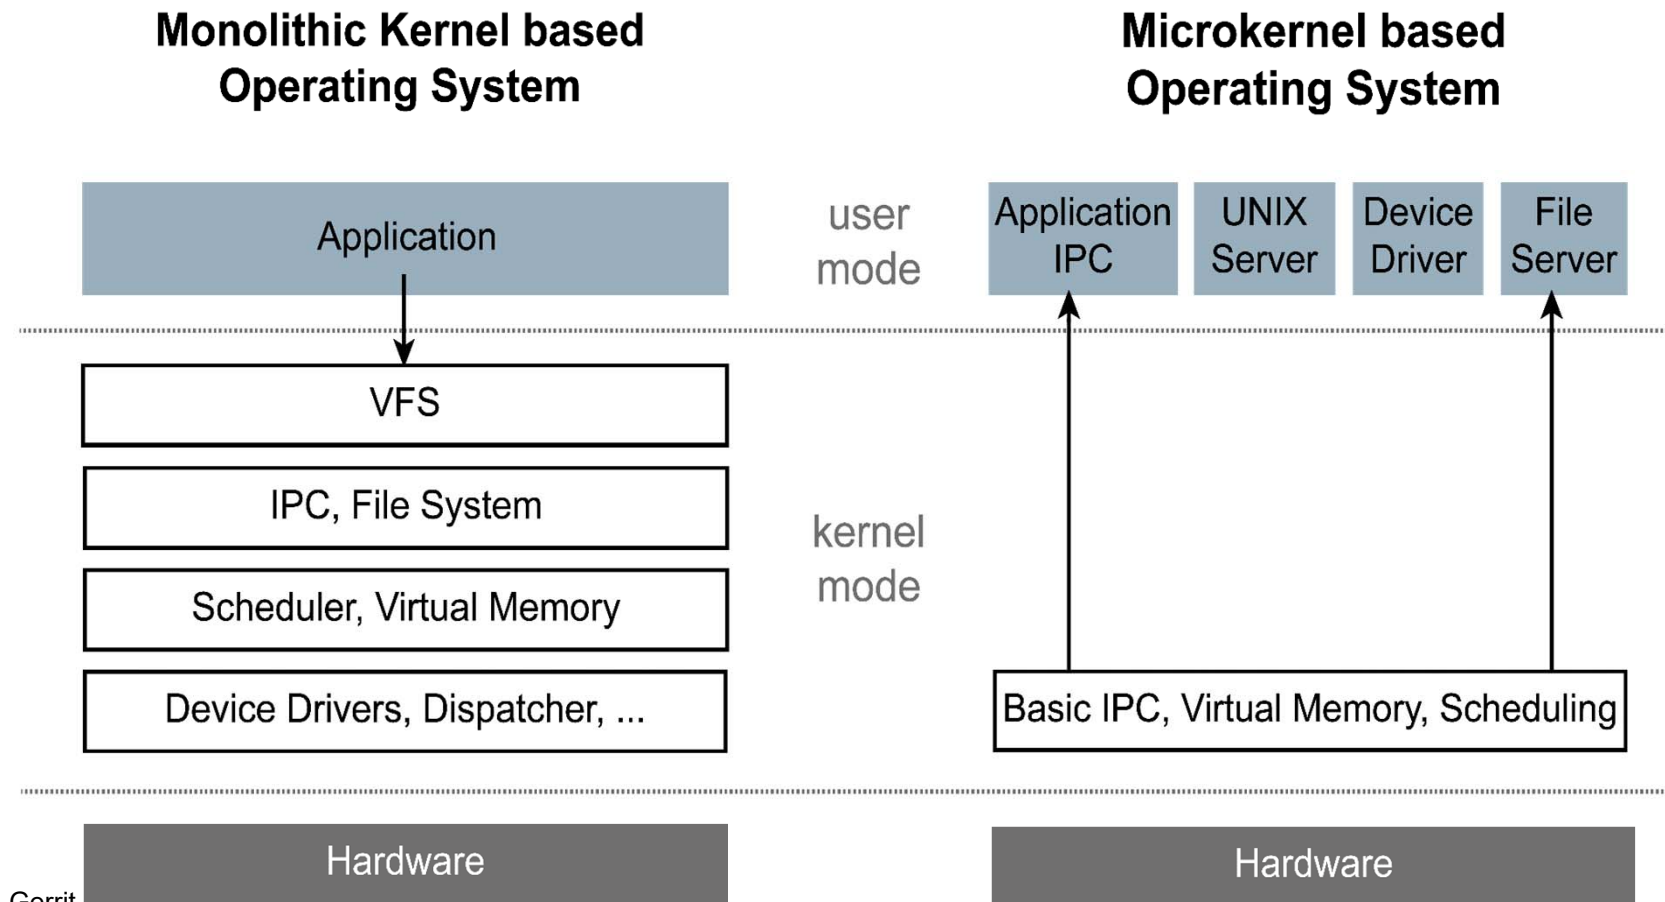 Monolithic Kernel based
Operating System
Microkernel based
Operating System
Application
user
mode
Application
IPC
UNIX
Server
Device
Driver
File
Server
VFS
IPC, File System
Scheduler, Virtual Memory
Device Drivers, Dispatcher, ...
kernel
mode
Basic IPC, Virtual Memory, Scheduling
Hardware
Hardware
Gerrit